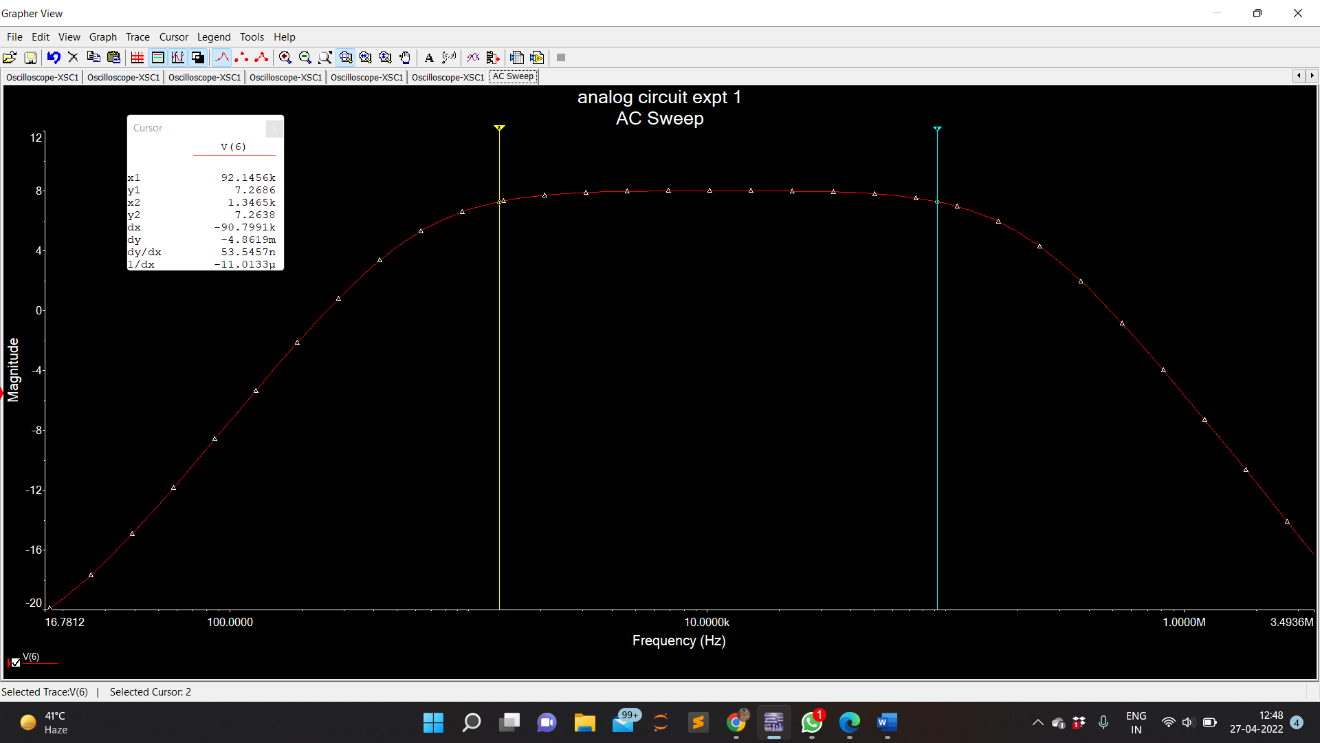 Grapher View
File Edit View Graph Trace Cursor Legend Tools Help
Oscilloscope-XSC1 Oscilloscope-XSC1 Oscilloscope-XSC1 Oscilloscope-XSC1 Oscilloscope-XSC1 Oscilloscope-XSC1 AC Sweep
analog circuit expt 1
AC Sweep
Cursor
V(6)
x1 92.1456k
y1 7.2686
x2 1.3465k
y2 7.2638
dx -90.7991k
dy -4.8619m
dy/dx 53.5457n
1/dx -11.0133µ
12
8
4
0
-4
-8
-12
-16
-20
Magnitude
16.7812 100.0000 10.0000k 1.0000M 3.4936M
Frequency (Hz)
V(6)
Selected Trace:V(6) | Selected Cursor: 2
41°C
Haze
99+
1
ENG
IN
12:48
27-04-2022
4